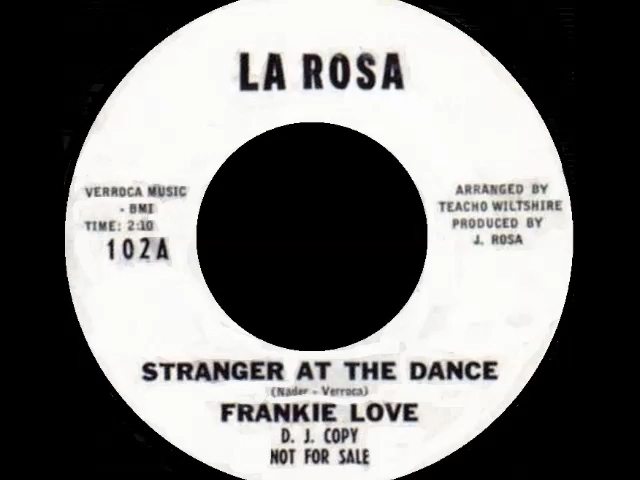 LA ROSA
VERROCA MUSIC
- BMI
TIME: 2:10
102A
ARRANGED BY
TEACHO WILTSHIRE
PRODUCED BY
J. ROSA
STRANGER AT THE DANCE
(Nader - Verroca)
FRANKIE LOVE
D. J. COPY
NOT FOR SALE